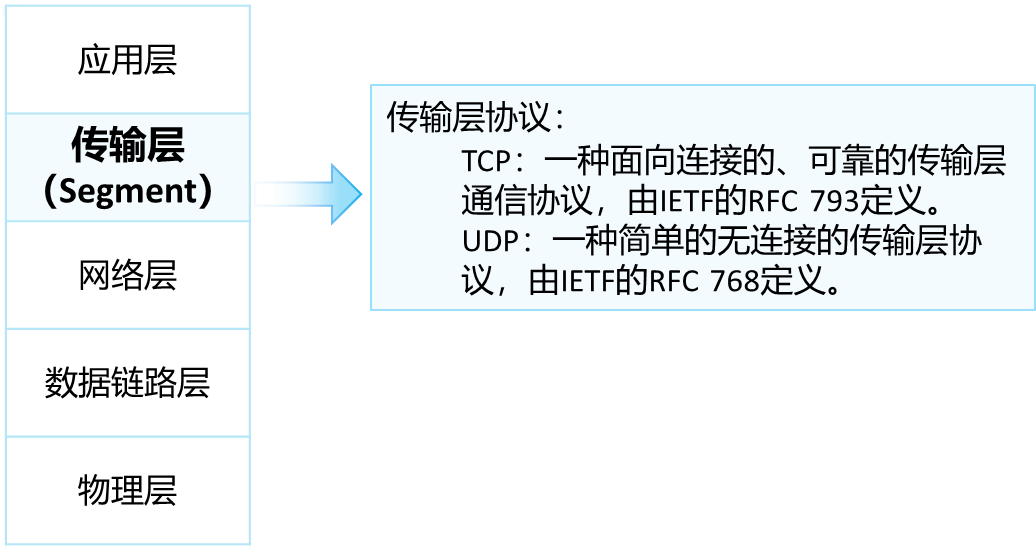 应用层
传输层
（Segment）
网络层
数据链路层
物理层
传输层协议：
TCP：一种面向连接的、可靠的传输层
通信协议，由IETF的RFC 793定义。
UDP：一种简单的无连接的传输层协
议，由IETF的RFC 768定义。